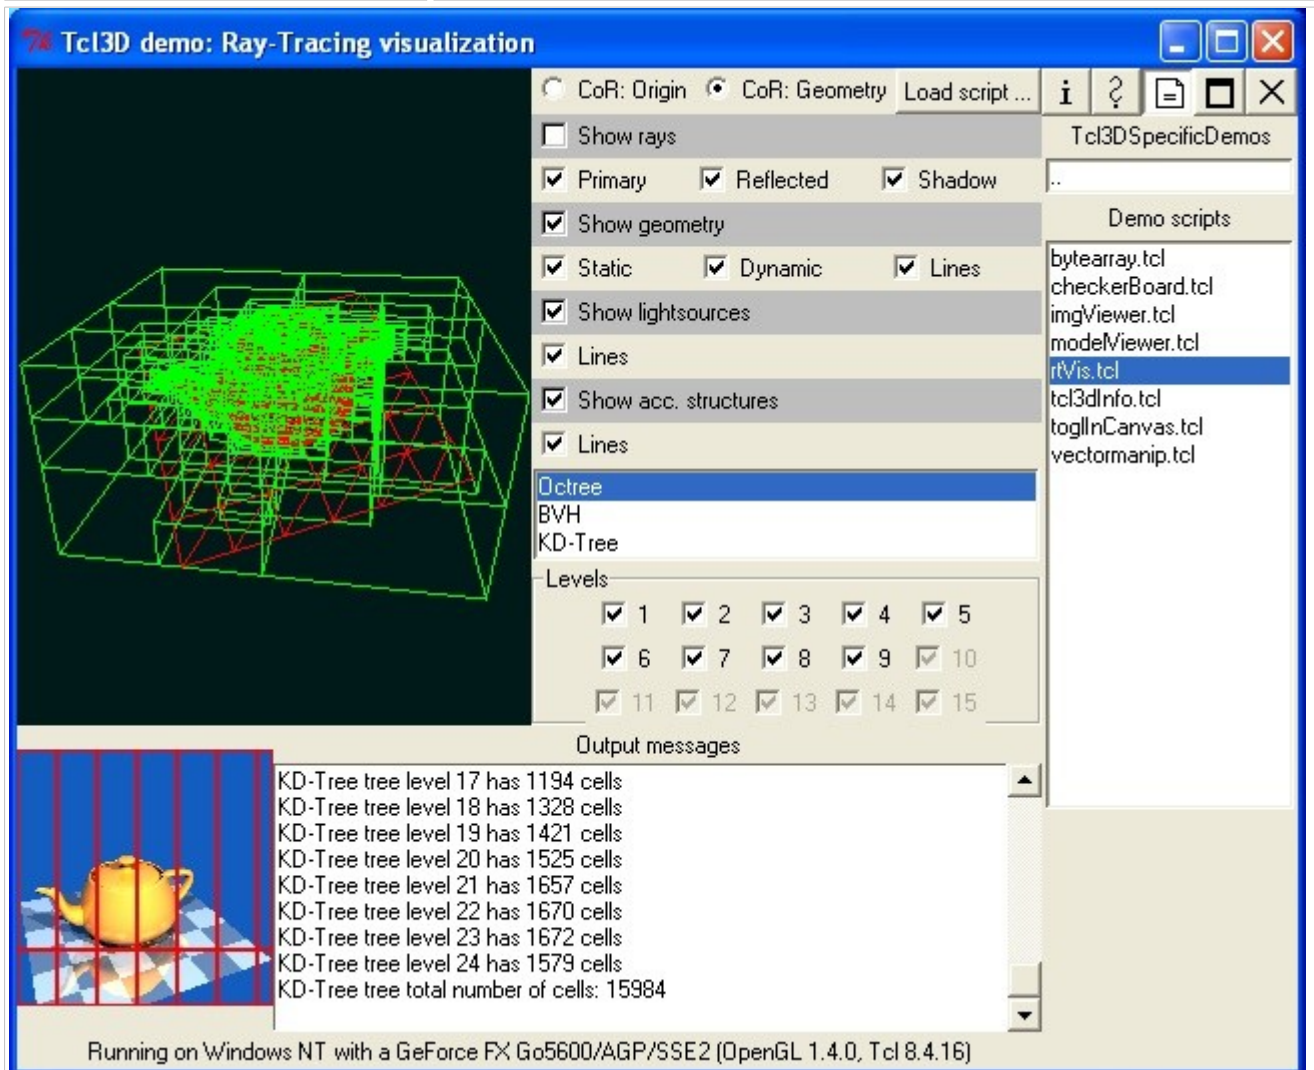 Tcl3D demo: Ray-Tracing visualization
CoR: Origin CoR: Geometry Load script ...
Show rays
Primary Reflected Shadow
Show geometry
Static Dynamic Lines
Show lightsources
Lines
Show acc. structures
Lines
Octree
BVH
KD-Tree
Levels
1 2 3 4 5
6 7 8 9 10
11 12 13 14 15
i ?
Tcl3DSpecificDemos
..
Demo scripts
bytearray.tcl
checkerBoard.tcl
imgViewer.tcl
modelViewer.tcl
rtVis.tcl
tcl3dInfo.tcl
toglInCanvas.tcl
vectormanip.tcl
Output messages
KD-Tree tree level 17 has 1194 cells
KD-Tree tree level 18 has 1328 cells
KD-Tree tree level 19 has 1421 cells
KD-Tree tree level 20 has 1525 cells
KD-Tree tree level 21 has 1657 cells
KD-Tree tree level 22 has 1670 cells
KD-Tree tree level 23 has 1672 cells
KD-Tree tree level 24 has 1579 cells
KD-Tree tree total number of cells: 15984
Running on Windows NT with a GeForce FX Go5600/AGP/SSE2 (OpenGL 1.4.0, Tcl 8.4.16)